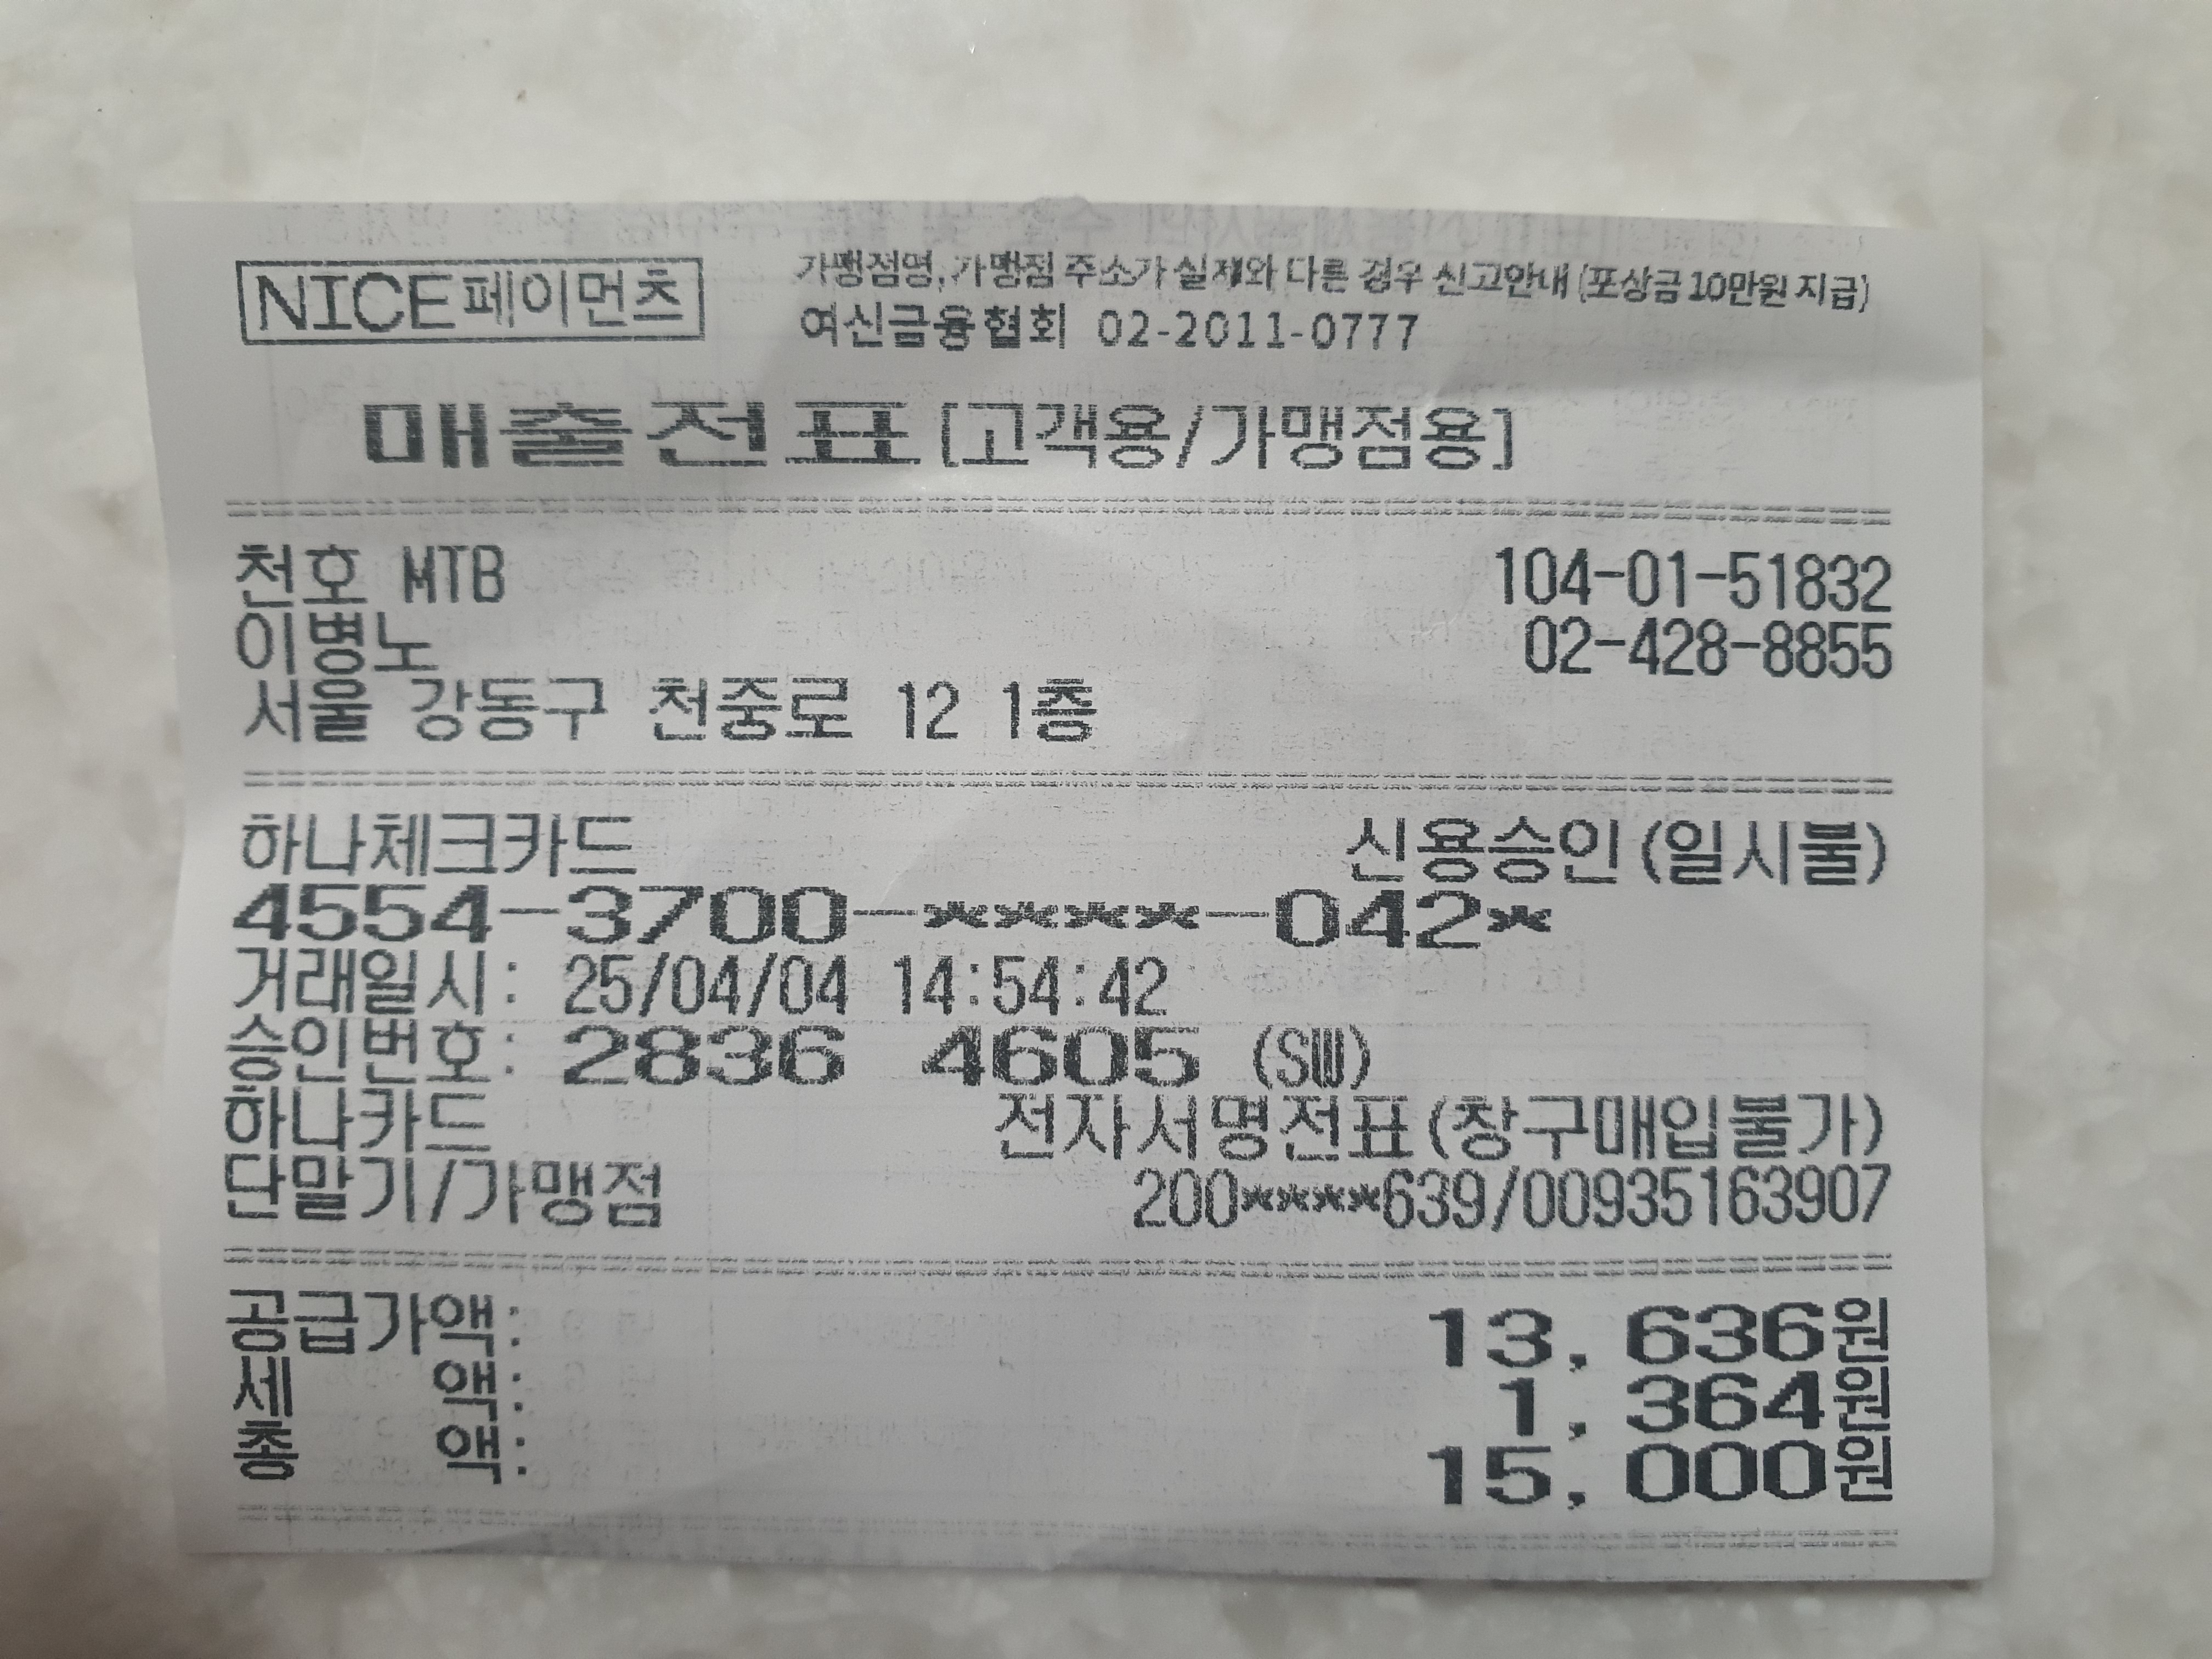 NICE페이먼츠
가맹점명,가맹점 주소가 실제와 다른 경우 신고안내 (포상금 10만원 지급)
여신금융협회 02-2011-0777
매출전표[고객용/가맹점용]
천호 MTB 104-01-51832
이병노 02-428-8855
서울 강동구 천중로 12 1층
하나체크카드 신용승인(일시불)
4554-3700-****-042*
거래일시: 25/04/04 14:54:42
승인번호: 2836 4605 (SW)
하나카드 전자서명전표(창구매입불가)
단말기/가맹점 200****639/00935163907
공급가액: 13,636원
세 액: 1,364원
총 액: 15,000원